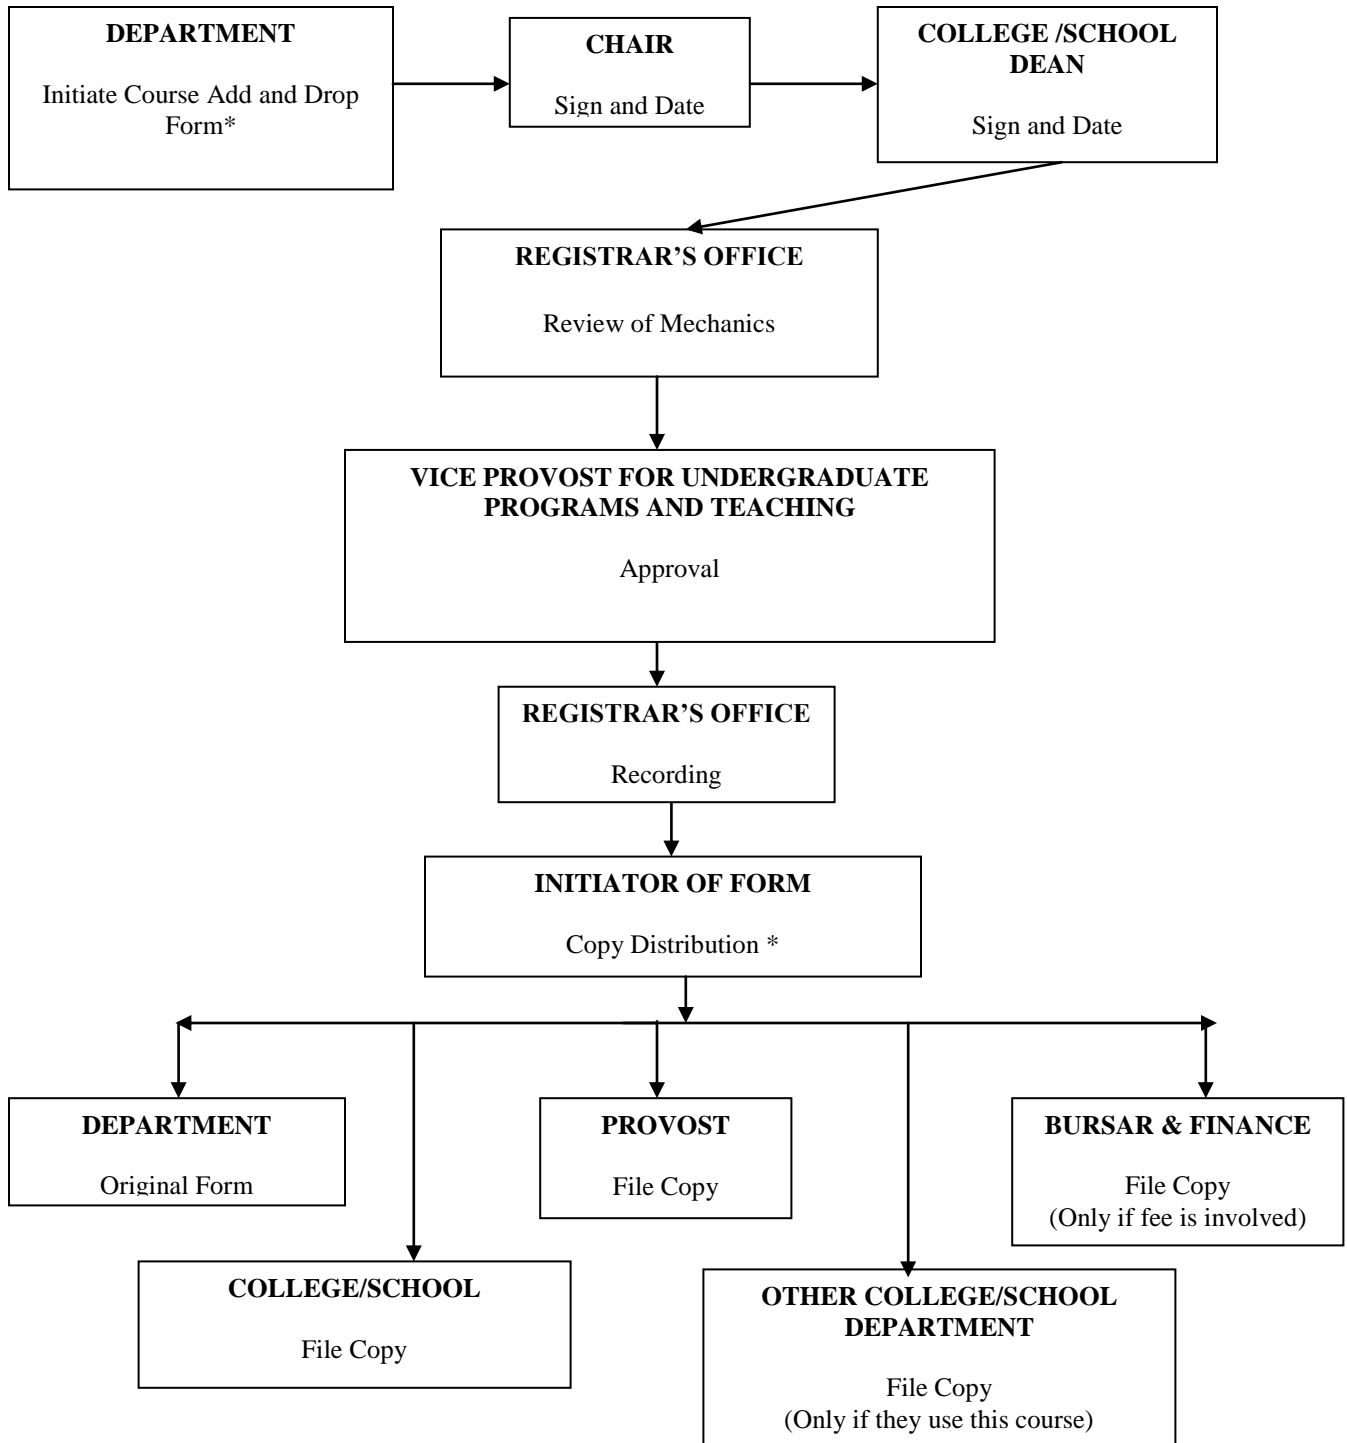 DEPARTMENT
Initiate Course Add and Drop
Form*
CHAIR
Sign and Date
COLLEGE /SCHOOL
DEAN
Sign and Date
REGISTRAR’S OFFICE
Review of Mechanics
VICE PROVOST FOR UNDERGRADUATE
PROGRAMS AND TEACHING
Approval
REGISTRAR’S OFFICE
Recording
INITIATOR OF FORM
Copy Distribution *
DEPARTMENT
Original Form
PROVOST
File Copy
BURSAR & FINANCE
File Copy
(Only if fee is involved)
COLLEGE/SCHOOL
File Copy
OTHER COLLEGE/SCHOOL
DEPARTMENT
File Copy
(Only if they use this course)